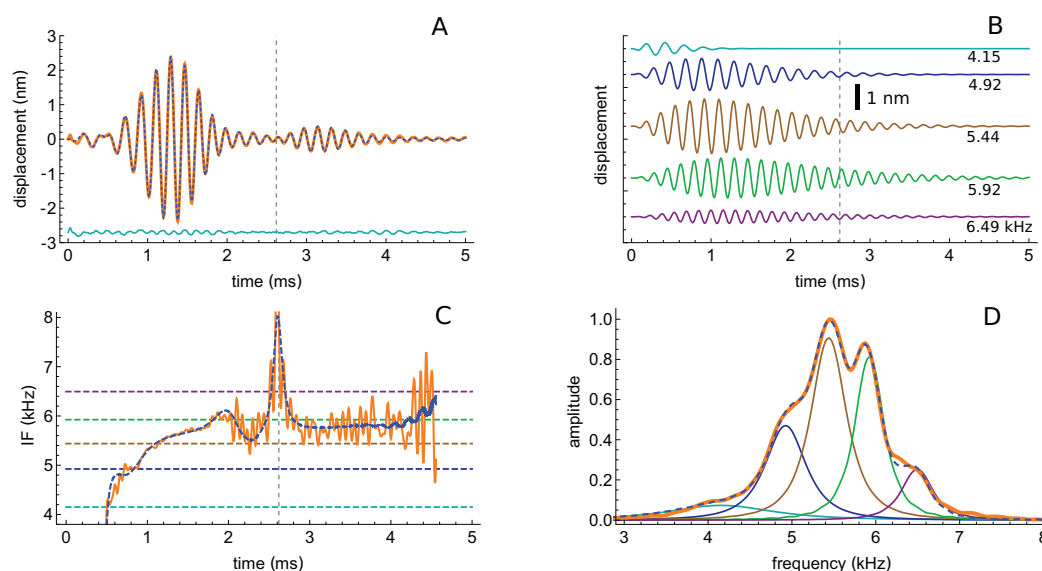 A
3
2
1
0
-1
-2
-3
displacement (nm)
0 1 2 3 4 5
time (ms)
B
4.15
4.92
1 nm
5.44
5.92
6.49 kHz
displacement
0 1 2 3 4 5
time (ms)
C
8
7
6
5
4
IF (kHz)
0 1 2 3 4 5
time (ms)
D
1.0
0.8
0.6
0.4
0.2
0.0
amplitude
3 4 5 6 7 8
frequency (kHz)